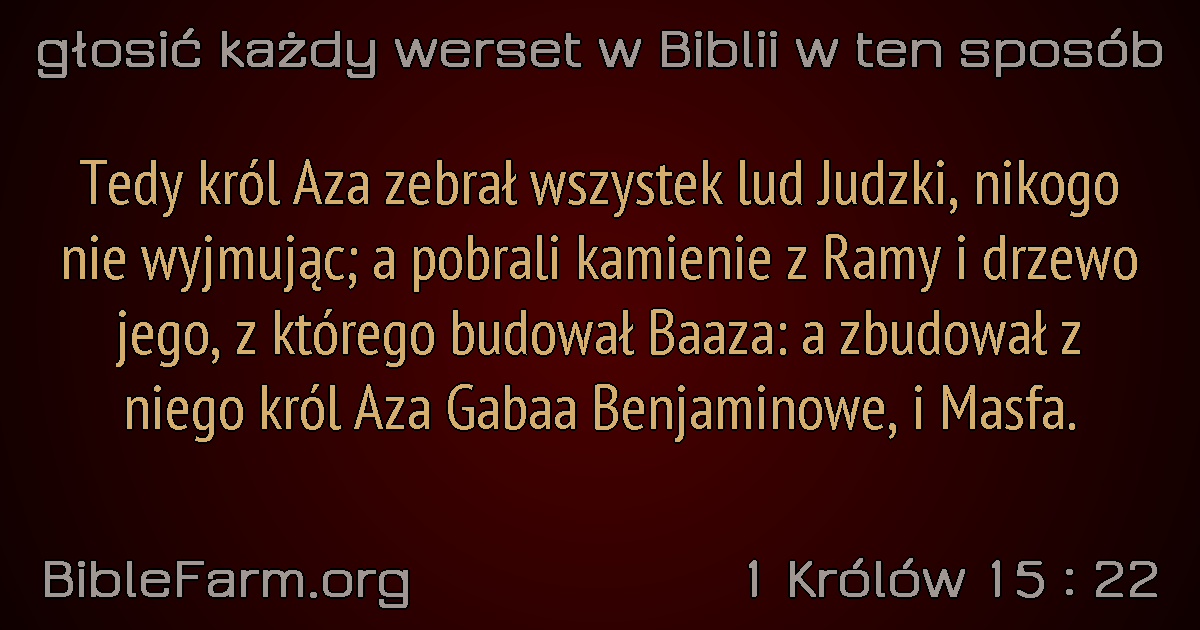 głosić każdy werset w Biblii w ten sposób
Tedy król Aza zebrał wszystek lud Judzki, nikogo
nie wyjmując; a pobrali kamienie z Ramy i drzewo
jego, z którego budował Baaza: a zbudował z
niego król Aza Gabaa Benjaminowe, i Masfa.
BibleFarm.org
1 Królów 15 : 22